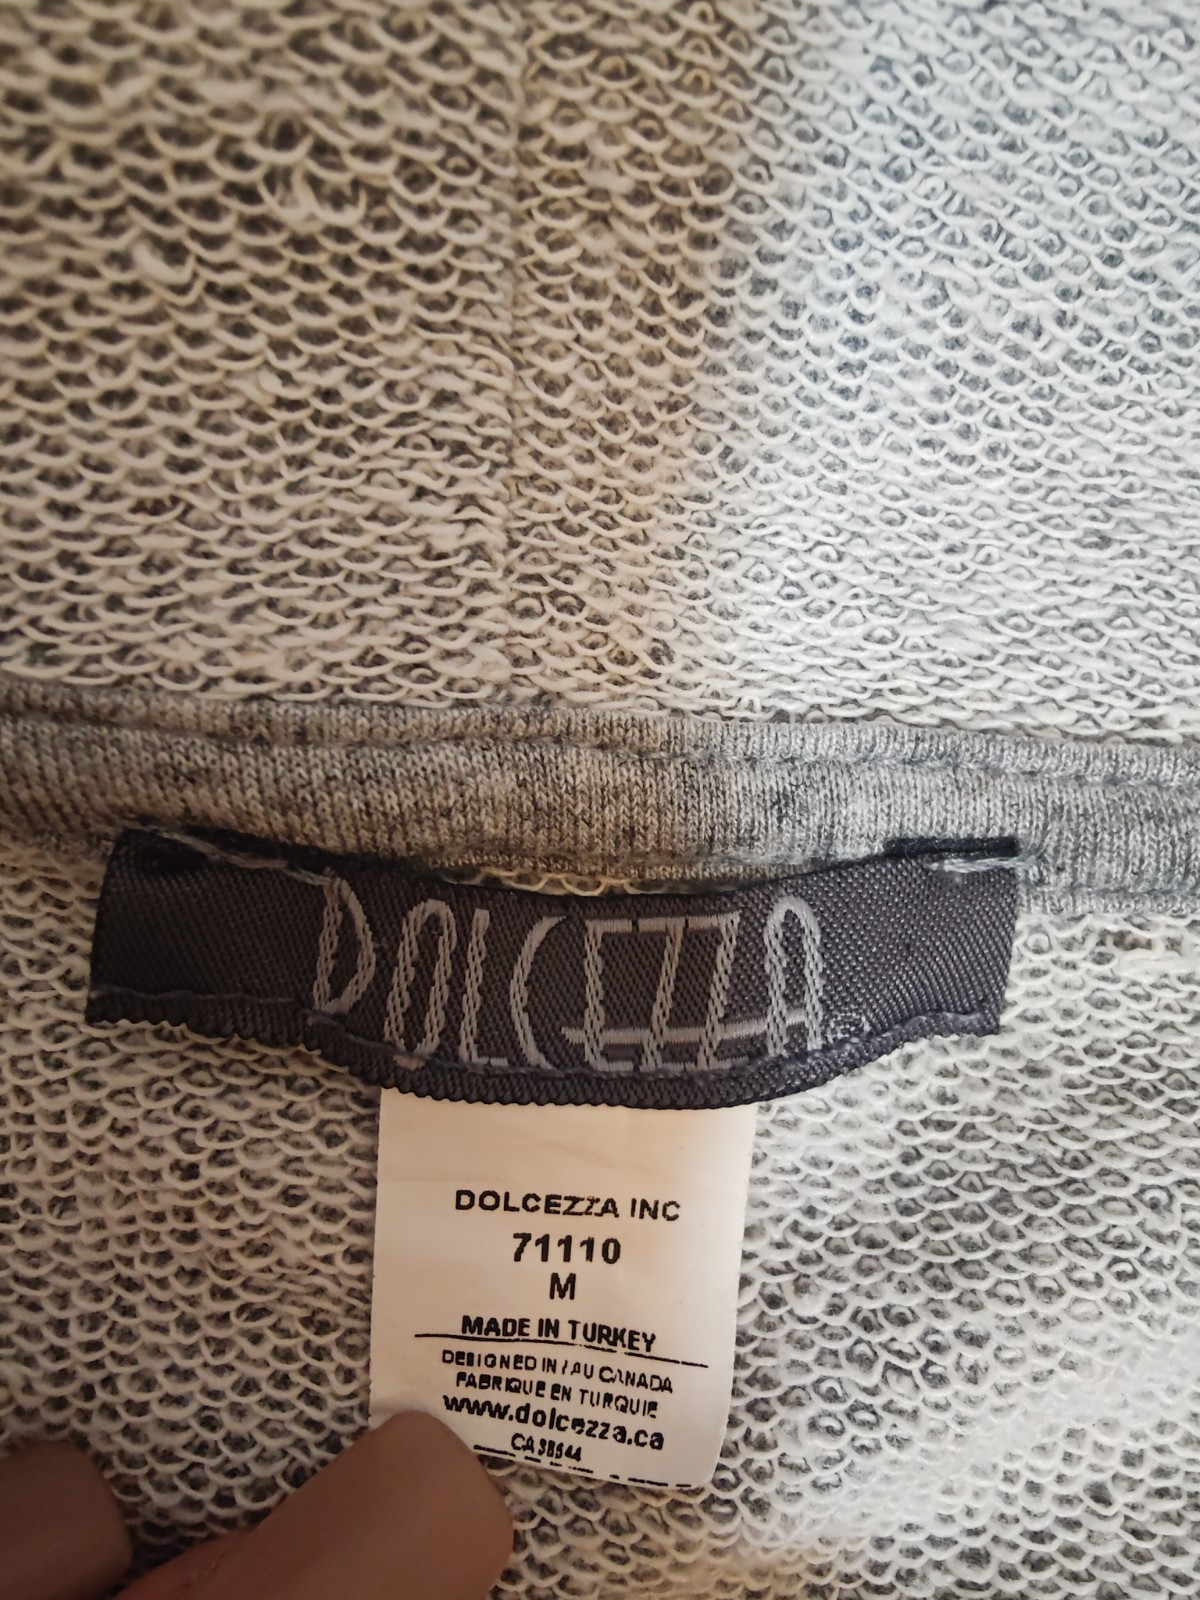 DOLCEZZA
DOLCEZZA INC
71110
M
MADE IN TURKEY
DESIGNED IN / AU CANADA
FABRIQUE EN TURQUIE
www.dolcezza.ca